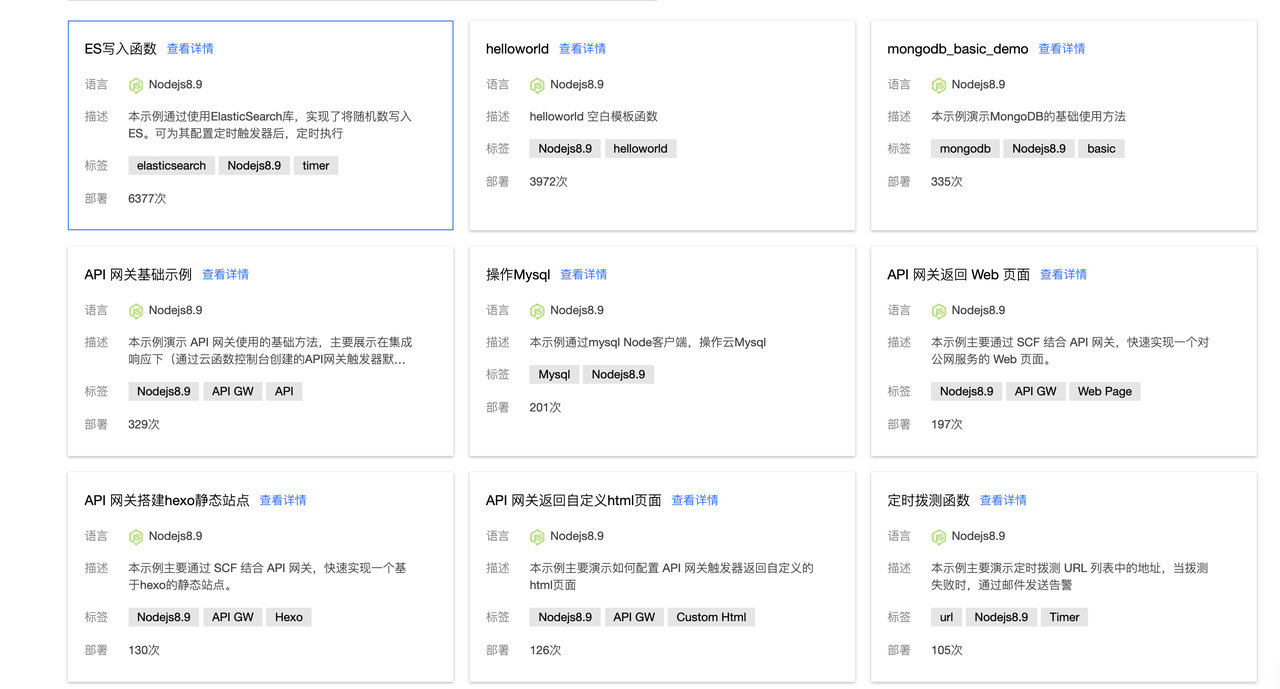 ES写入函数 查看详情
语言 Nodejs8.9
描述 本示例通过使用ElasticSearch库，实现了将随机数写入
ES。可为其配置定时触发器后，定时执行
标签 elasticsearch Nodejs8.9 timer
部署 6377次
helloworld 查看详情
语言 Nodejs8.9
描述 helloworld 空白模板函数
标签 Nodejs8.9 helloworld
部署 3972次
mongodb_basic_demo 查看详情
语言 Nodejs8.9
描述 本示例演示MongoDB的基础使用方法
标签 mongodb Nodejs8.9 basic
部署 335次
API 网关基础示例 查看详情
语言 Nodejs8.9
描述 本示例演示 API 网关使用的基础方法，主要展示在集成
响应下（通过云函数控制台创建的API网关触发器默...
标签 Nodejs8.9 API GW API
部署 329次
操作Mysql 查看详情
语言 Nodejs8.9
描述 本示例通过mysql Node客户端，操作云Mysql
标签 Mysql Nodejs8.9
部署 201次
API 网关返回 Web 页面 查看详情
语言 Nodejs8.9
描述 本示例主要通过 SCF 结合 API 网关，快速实现一个对
公网服务的 Web 页面。
标签 Nodejs8.9 API GW Web Page
部署 197次
API 网关搭建hexo静态站点 查看详情
语言 Nodejs8.9
描述 本示例主要通过 SCF 结合 API 网关，快速实现一个基
于hexo的静态站点。
标签 Nodejs8.9 API GW Hexo
部署 130次
API 网关返回自定义html页面 查看详情
语言 Nodejs8.9
描述 本示例主要演示如何配置 API 网关触发器返回自定义的
html页面
标签 Nodejs8.9 API GW Custom Html
部署 126次
定时拨测函数 查看详情
语言 Nodejs8.9
描述 本示例主要演示定时拨测 URL 列表中的地址，当拨测
失败时，通过邮件发送告警
标签 url Nodejs8.9 Timer
部署 105次